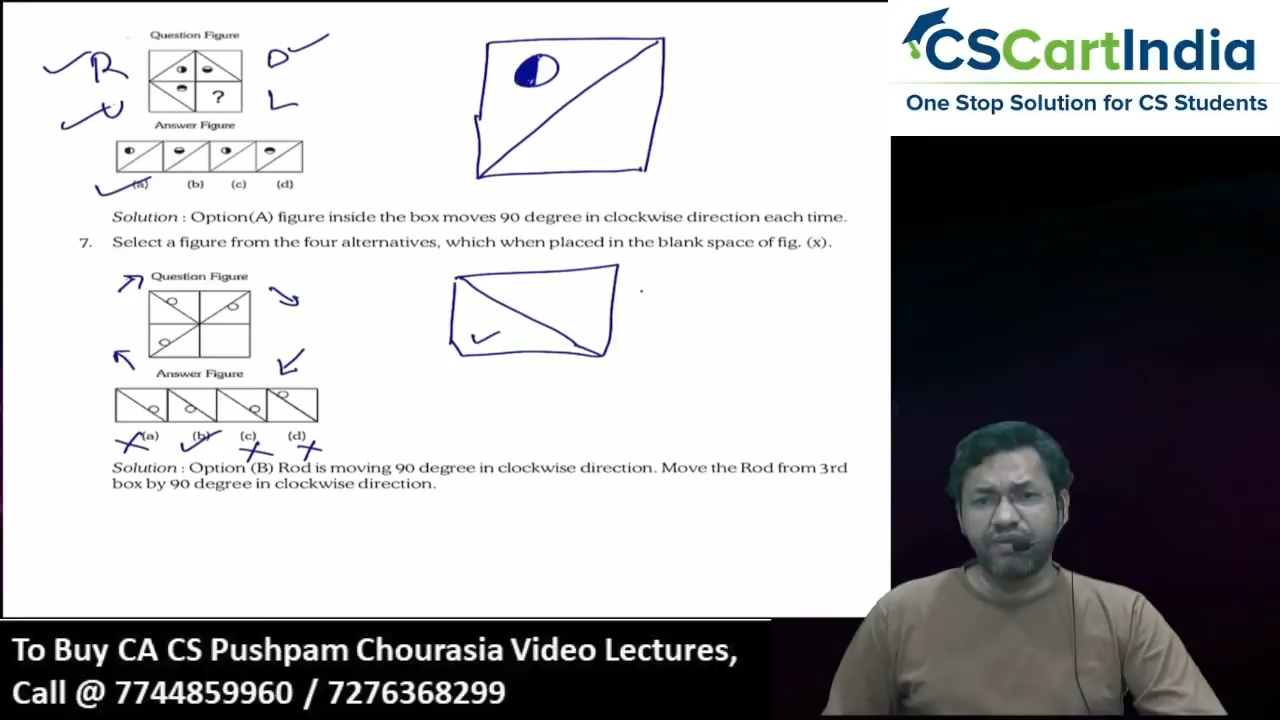 Question Figure
R
D
U
?
L
Answer Figure
(a) (b) (c) (d)
Solution : Option(A) figure inside the box moves 90 degree in clockwise direction each time.
7. Select a figure from the four alternatives, which when placed in the blank space of fig. (x).
Question Figure
Answer Figure
(a) (b) (c) (d)
Solution : Option (B) Rod is moving 90 degree in clockwise direction. Move the Rod from 3rd
box by 90 degree in clockwise direction.
CSCartIndia
One Stop Solution for CS Students
To Buy CA CS Pushpam Chourasia Video Lectures,
Call @ 7744859960 / 7276368299